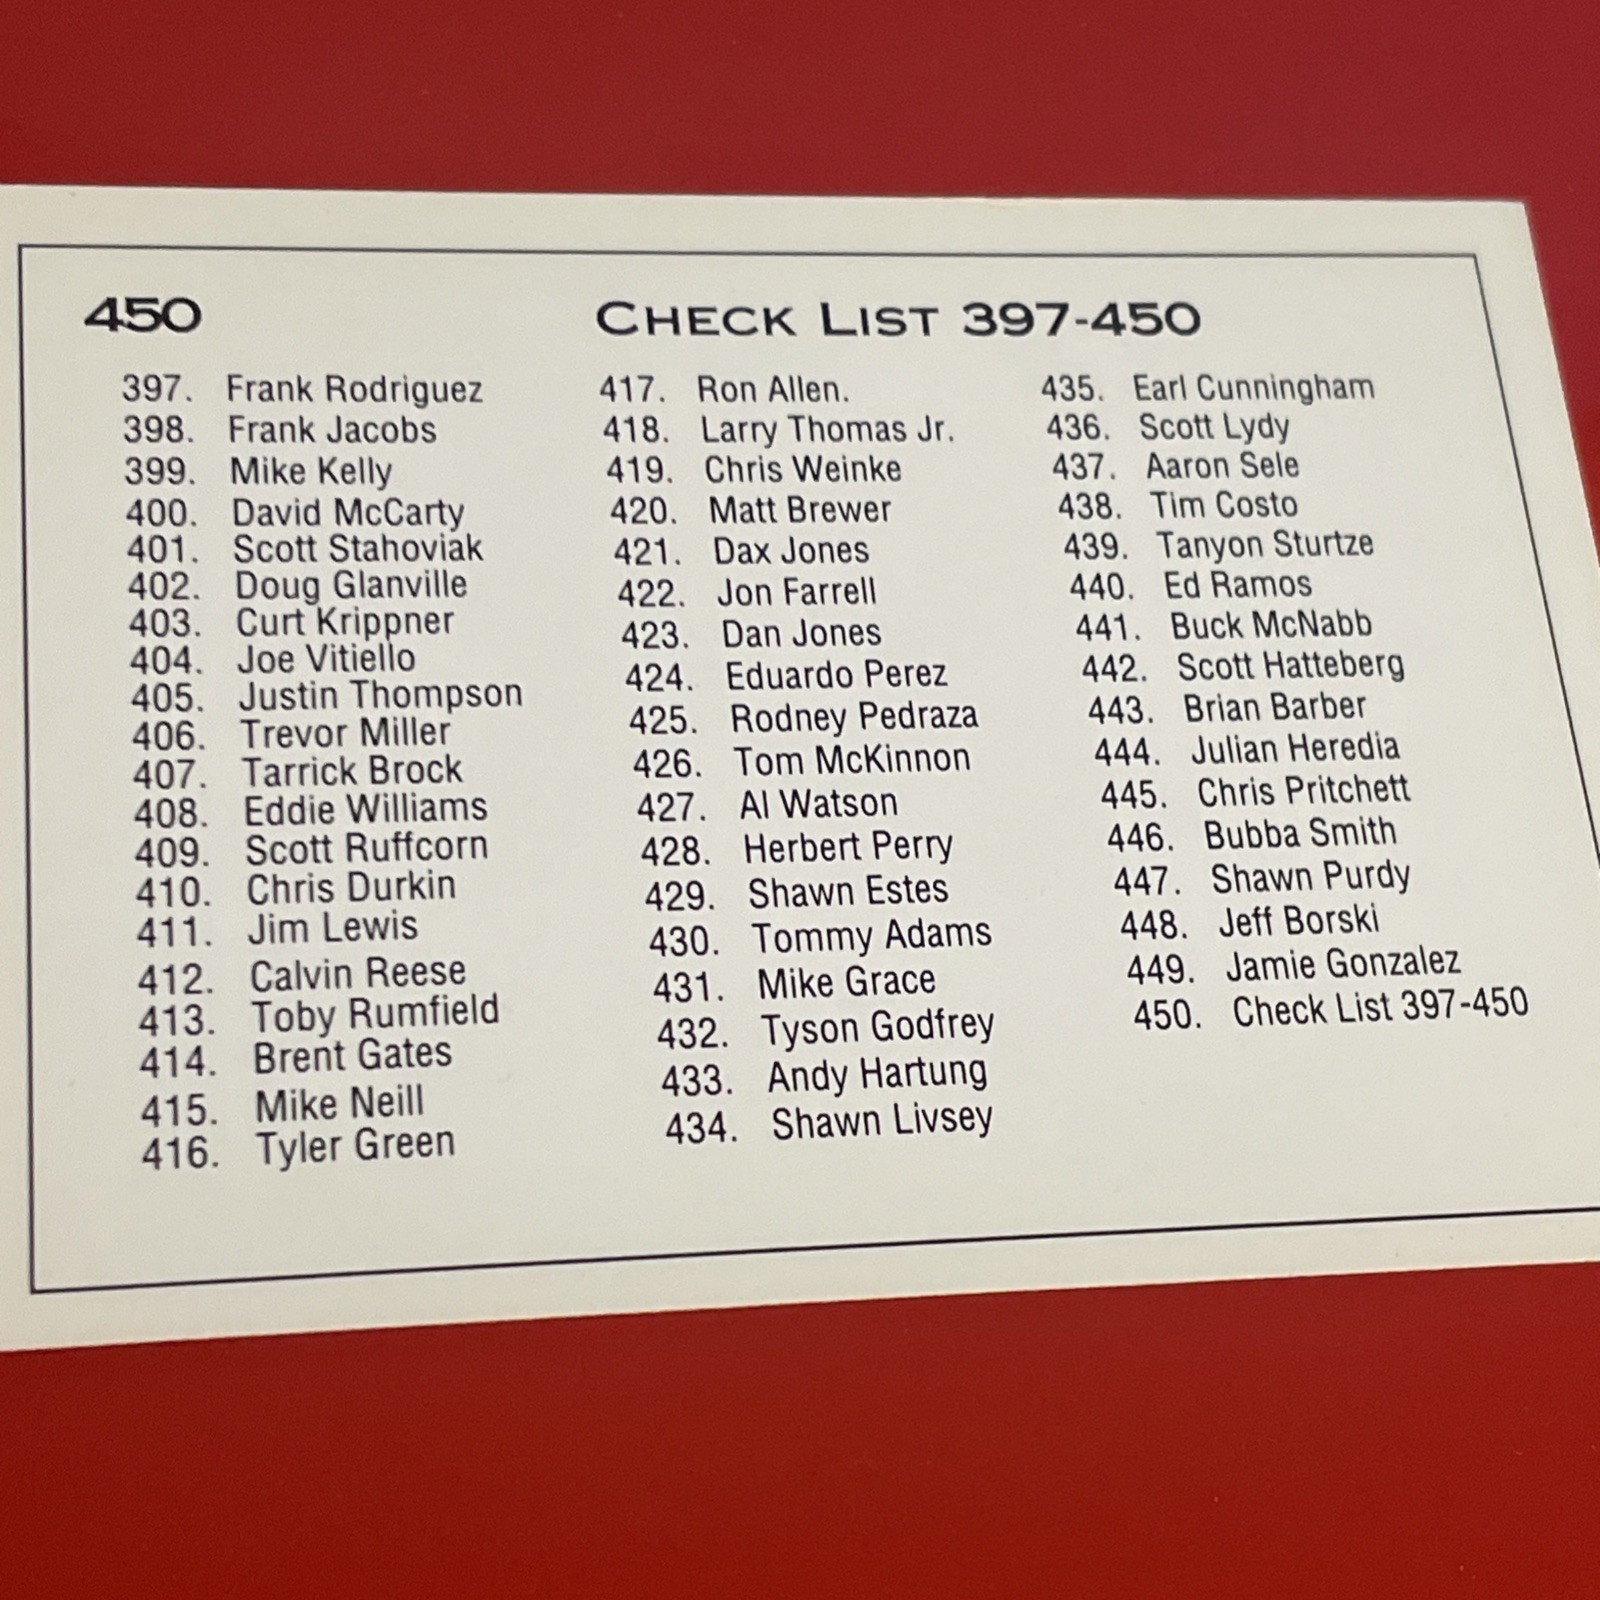 450 CHECK LIST 397-450
397. Frank Rodriguez
398. Frank Jacobs
399. Mike Kelly
400. David McCarty
401. Scott Stahoviak
402. Doug Glanville
403. Curt Krippner
404. Joe Vitiello
405. Justin Thompson
406. Trevor Miller
407. Tarrick Brock
408. Eddie Williams
409. Scott Ruffcorn
410. Chris Durkin
411. Jim Lewis
412. Calvin Reese
413. Toby Rumfield
414. Brent Gates
415. Mike Neill
416. Tyler Green
417. Ron Allen.
418. Larry Thomas Jr.
419. Chris Weinke
420. Matt Brewer
421. Dax Jones
422. Jon Farrell
423. Dan Jones
424. Eduardo Perez
425. Rodney Pedraza
426. Tom McKinnon
427. Al Watson
428. Herbert Perry
429. Shawn Estes
430. Tommy Adams
431. Mike Grace
432. Tyson Godfrey
433. Andy Hartung
434. Shawn Livsey
435. Earl Cunningham
436. Scott Lydy
437. Aaron Sele
438. Tim Costo
439. Tanyon Sturtze
440. Ed Ramos
441. Buck McNabb
442. Scott Hatteberg
443. Brian Barber
444. Julian Heredia
445. Chris Pritchett
446. Bubba Smith
447. Shawn Purdy
448. Jeff Borski
449. Jamie Gonzalez
450. Check List 397-450